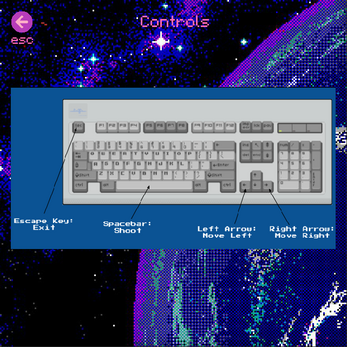 Controls
esc
Escape Key:
Exit
Spacebar:
Shoot
Left Arrow:
Move Left
Right Arrow:
Move Right